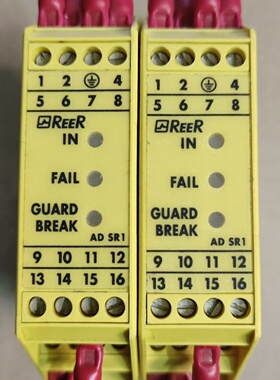 1 2 4
5 6 7 8
REER
IN
FAIL
GUARD
BREAK
AD SR1
9 10 11 12
13 14 15 16
1 2 4
5 6 7 8
REER
IN
FAIL
GUARD
BREAK
AD SR1
9 10 11 12
13 14 15 16